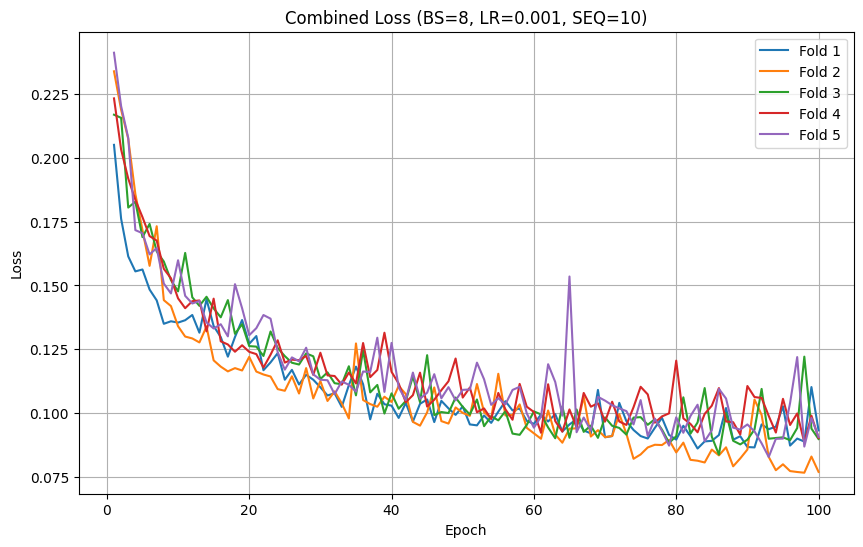 Combined Loss (BS=8, LR=0.001, SEQ=10)
Fold 1
Fold 2
Fold 3
Fold 4
Fold 5
Loss
0.225
0.200
0.175
0.150
0.125
0.100
0.075
0 20 40 60 80 100
Epoch